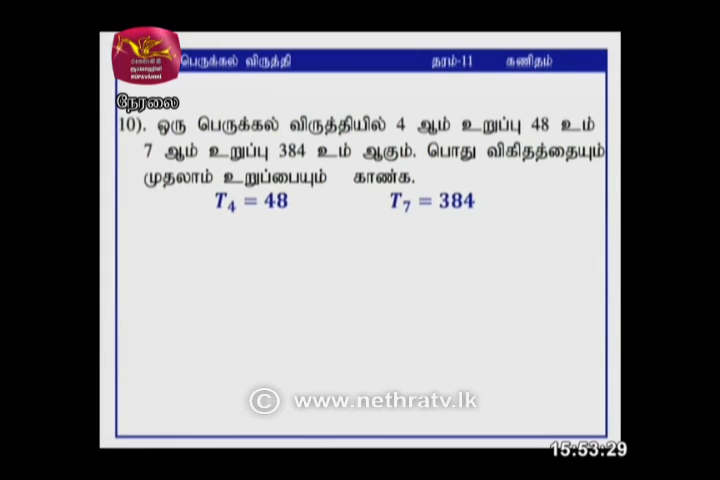 பெருக்கல் விருத்தி தரம்-11 கணிதம்
RUPAVAHINI
நேரலை
10). ஒரு பெருக்கல் விருத்தியில் 4 ஆம் உறுப்பு 48 உம்
7 ஆம் உறுப்பு 384 உம் ஆகும். பொது விகிதத்தையும்
முதலாம் உறுப்பையும் காண்க.
T₄ = 48 T₇ = 384
© www.nethratv.lk
15:53:29